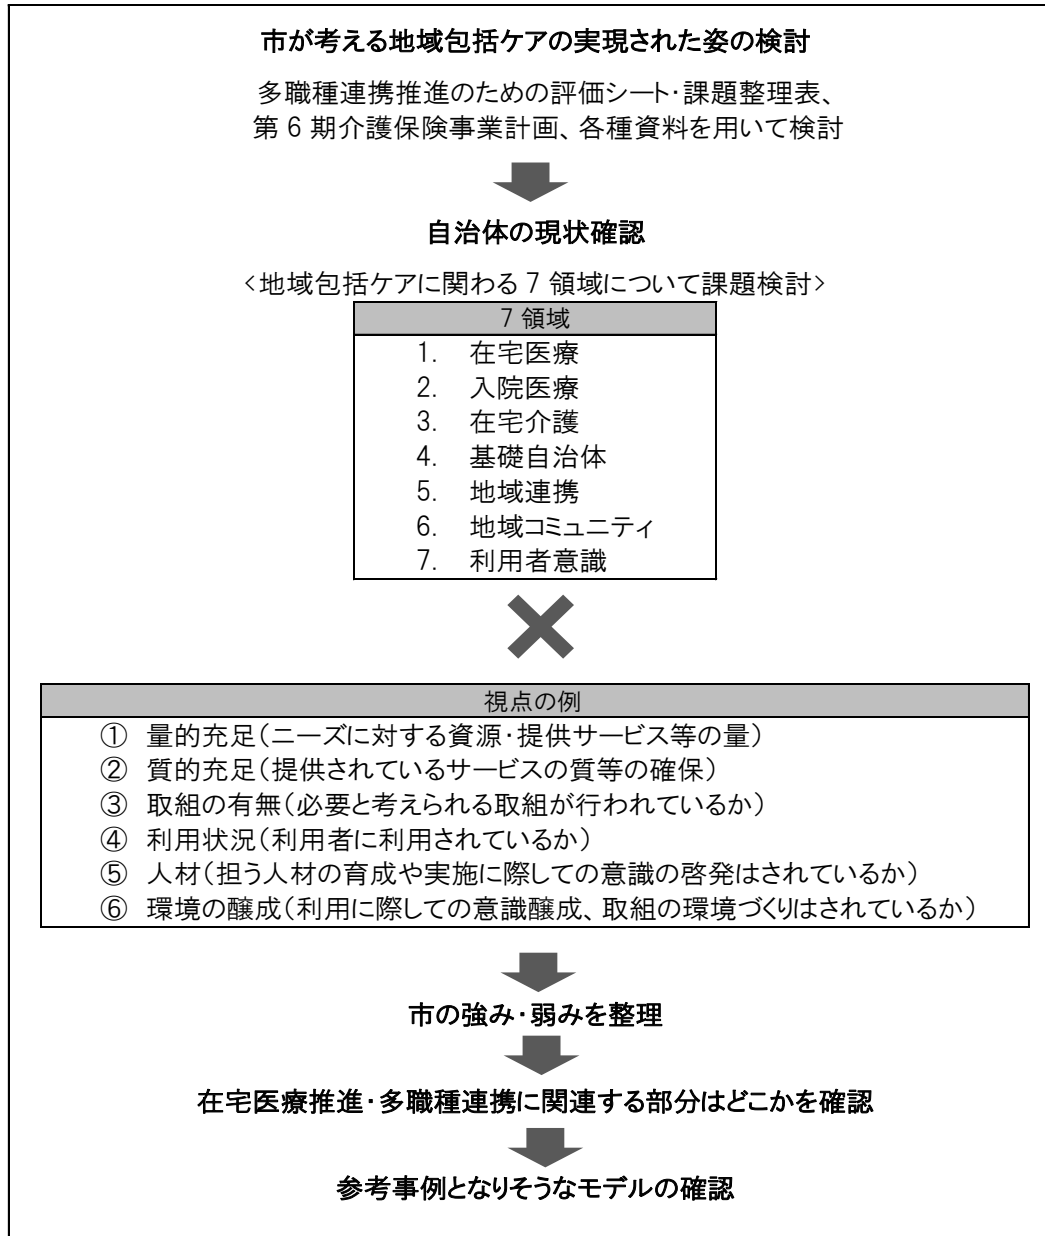 市が考える地域包括ケアの実現された姿の検討
多職種連携推進のための評価シート・課題整理表、
第6期介護保険事業計画、各種資料を用いて検討
自治体の現状確認
<地域包括ケアに関わる7領域について課題検討>
7領域
1. 在宅医療
2. 入院医療
3. 在宅介護
4. 基礎自治体
5. 地域連携
6. 地域コミュニティ
7. 利用者意識
視点の例
① 量的充足(ニーズに対する資源・提供サービス等の量)
② 質的充足(提供されているサービスの質等の確保)
③ 取組の有無(必要と考えられる取組が行われているか)
④ 利用状況(利用者に利用されているか)
⑤ 人材(担う人材の育成や実施に際しての意識の啓発はされているか)
⑥ 環境の醸成(利用に際しての意識醸成、取組の環境づくりはされているか)
市の強み・弱みを整理
在宅医療推進・多職種連携に関連する部分はどこかを確認
参考事例となりそうなモデルの確認